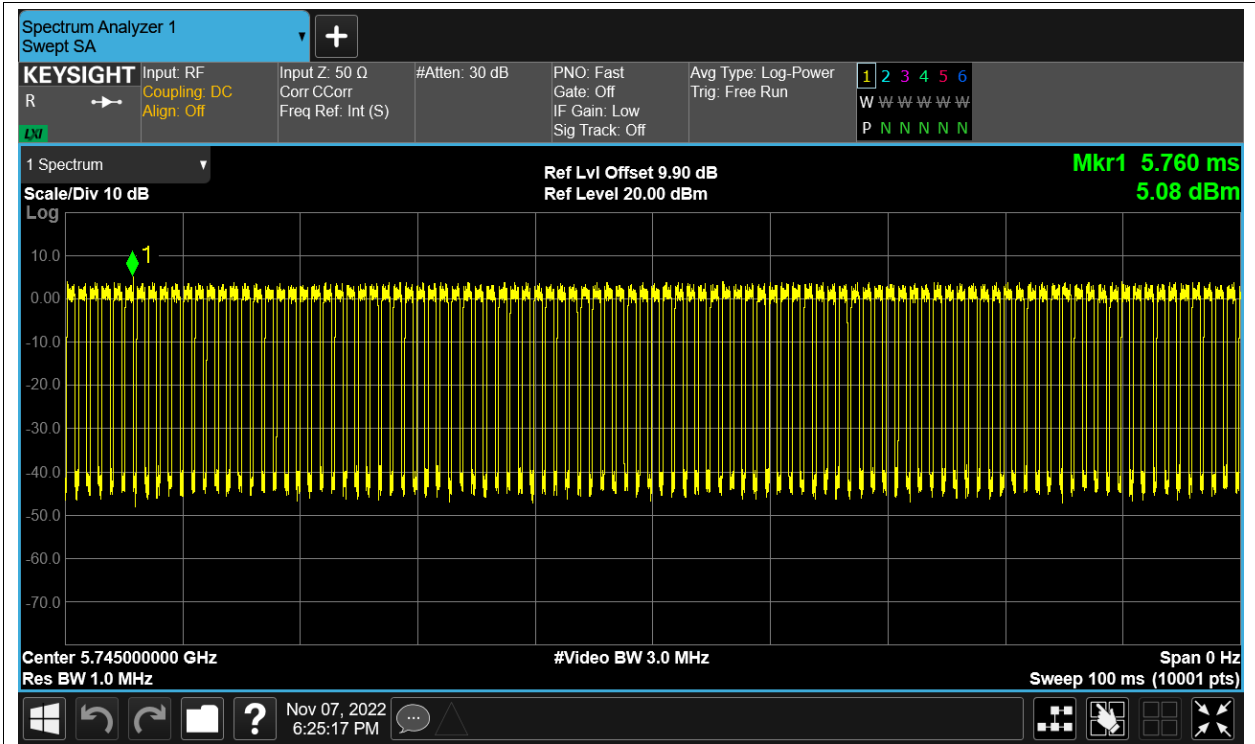 Spectrum Analyzer 1
Swept SA
KEYSIGHT
R
LXI
Input: RF
Coupling: DC
Align: Off
Input Z: 50 Ω
Corr CCorr
Freq Ref: Int (S)
#Atten: 30 dB
PNO: Fast
Gate: Off
IF Gain: Low
Sig Track: Off
Avg Type: Log-Power
Trig: Free Run
1 2 3 4 5 6
W W W W W W
P N N N N N
1 Spectrum
Scale/Div 10 dB
Ref Lvl Offset 9.90 dB
Ref Level 20.00 dBm
Mkr1 5.760 ms
5.08 dBm
Log
1
10.0
0.00
-10.0
-20.0
-30.0
-40.0
-50.0
-60.0
-70.0
Center 5.745000000 GHz
Res BW 1.0 MHz
#Video BW 3.0 MHz
Span 0 Hz
Sweep 100 ms (10001 pts)
?
Nov 07, 2022
6:25:17 PM